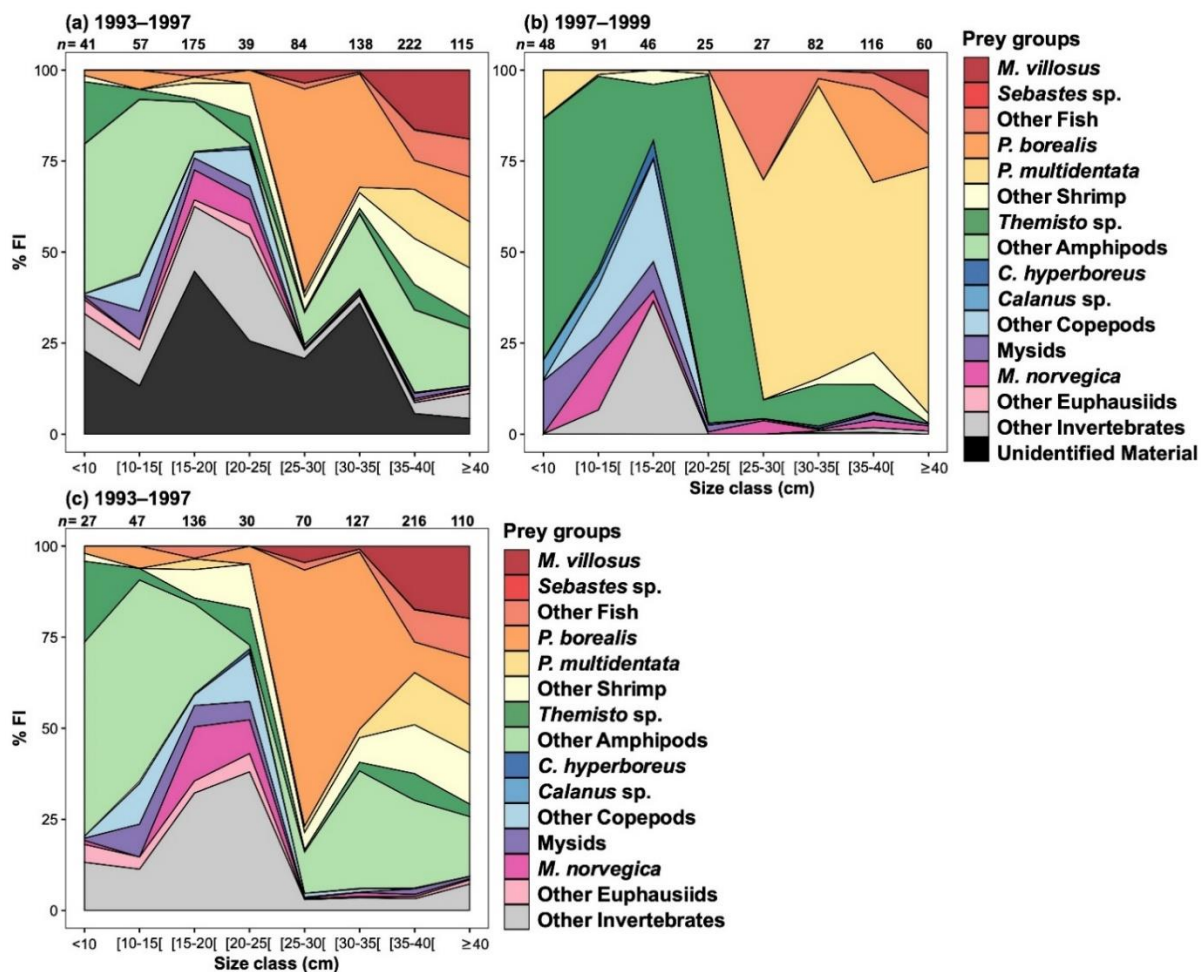 (a) 1993–1997
n= 41 57 175 39 84 138 222 115
100
75
50
25
0
% FI
<10 [10-15[ [15-20[ [20-25[ [25-30[ [30-35[ [35-40[ ≥40
(b) 1997–1999
n= 48 91 46 25 27 82 116 60
100
75
50
25
0
% FI
<10 [10-15[ [15-20[ [20-25[ [25-30[ [30-35[ [35-40[ ≥40
Size class (cm)
Prey groups
M. villosus
Sebastes sp.
Other Fish
P. borealis
P. multidentata
Other Shrimp
Themisto sp.
Other Amphipods
C. hyperboreus
Calanus sp.
Other Copepods
Mysids
M. norvegica
Other Euphausiids
Other Invertebrates
Unidentified Material
(c) 1993–1997
n= 27 47 136 30 70 127 216 110
100
75
50
25
0
% FI
<10 [10-15[ [15-20[ [20-25[ [25-30[ [30-35[ [35-40[ ≥40
Size class (cm)
Prey groups
M. villosus
Sebastes sp.
Other Fish
P. borealis
P. multidentata
Other Shrimp
Themisto sp.
Other Amphipods
C. hyperboreus
Calanus sp.
Other Copepods
Mysids
M. norvegica
Other Euphausiids
Other Invertebrates